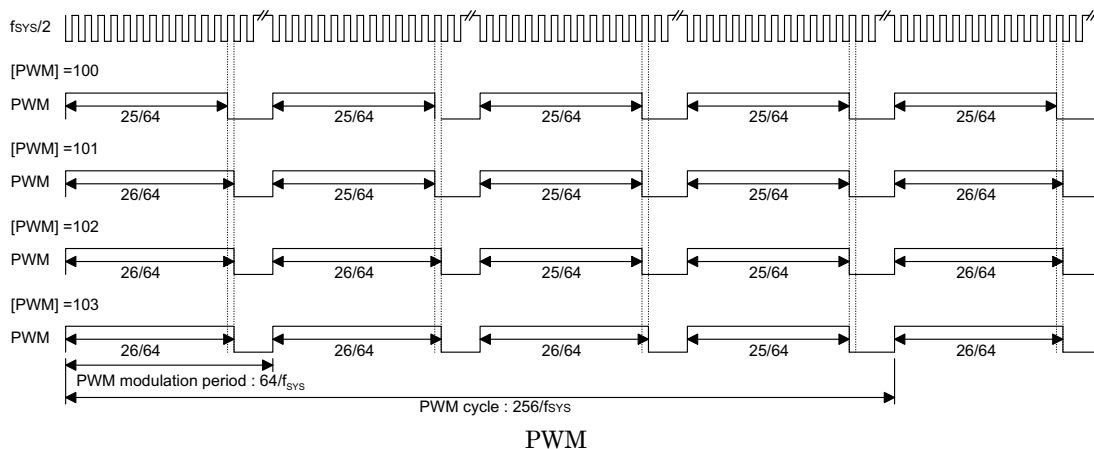 fSYS/2
[PWM] =100
PWM
25/64 25/64 25/64 25/64 25/64
[PWM] =101
PWM
26/64 25/64 25/64 25/64 26/64
[PWM] =102
PWM
26/64 26/64 25/64 25/64 26/64
[PWM] =103
PWM
26/64 26/64 26/64 25/64 26/64
PWM modulation period : 64/fSYS
PWM cycle : 256/fSYS
PWM